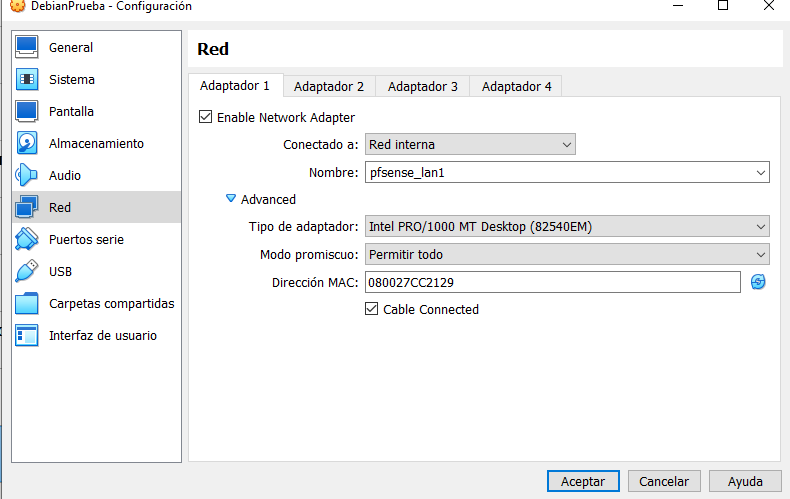 DebianPrueba - Configuración
General
Sistema
Pantalla
Almacenamiento
Audio
Red
Puertos serie
USB
Carpetas compartidas
Interfaz de usuario
Red
Adaptador 1 Adaptador 2 Adaptador 3 Adaptador 4
Enable Network Adapter
Conectado a: Red interna
Nombre: pfsense_lan1
Advanced
Tipo de adaptador: Intel PRO/1000 MT Desktop (82540EM)
Modo promiscuo: Permitir todo
Dirección MAC: 080027CC2129
Cable Connected
Aceptar Cancelar Ayuda